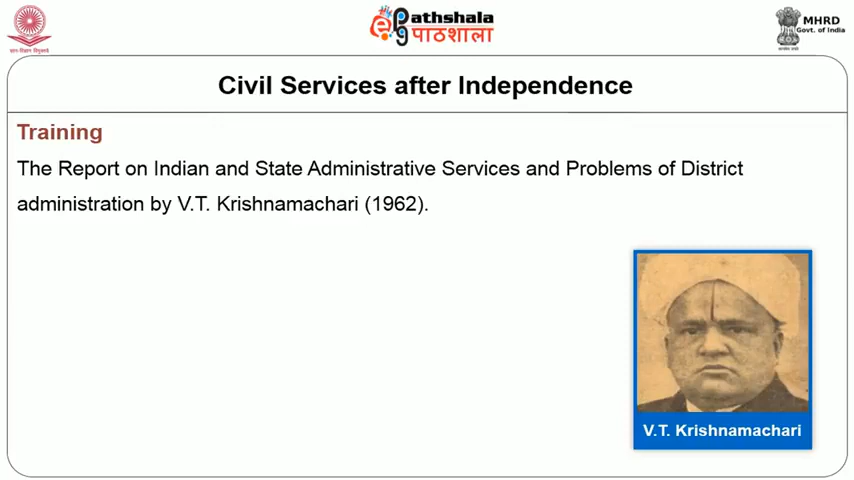 ePathshala
पाठशाला
MHRD
Govt. of India
Civil Services after Independence
Training
The Report on Indian and State Administrative Services and Problems of District
administration by V.T. Krishnamachari (1962).
V.T. Krishnamachari